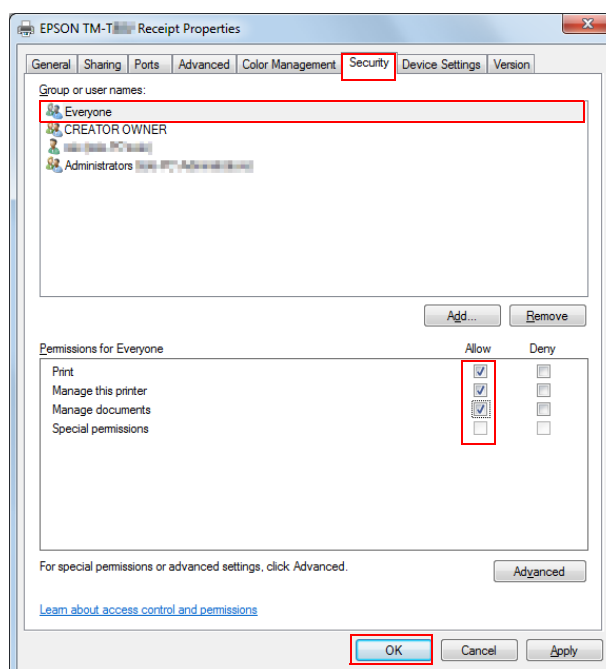 EPSON TM-T Receipt Properties
General Sharing Ports Advanced Color Management Security Device Settings Version
Group or user names:
Everyone
CREATOR OWNER
Administrators
Add... Remove
Permissions for Everyone Allow Deny
Print
Manage this printer
Manage documents
Special permissions
For special permissions or advanced settings, click Advanced.
Advanced
Learn about access control and permissions
OK Cancel Apply